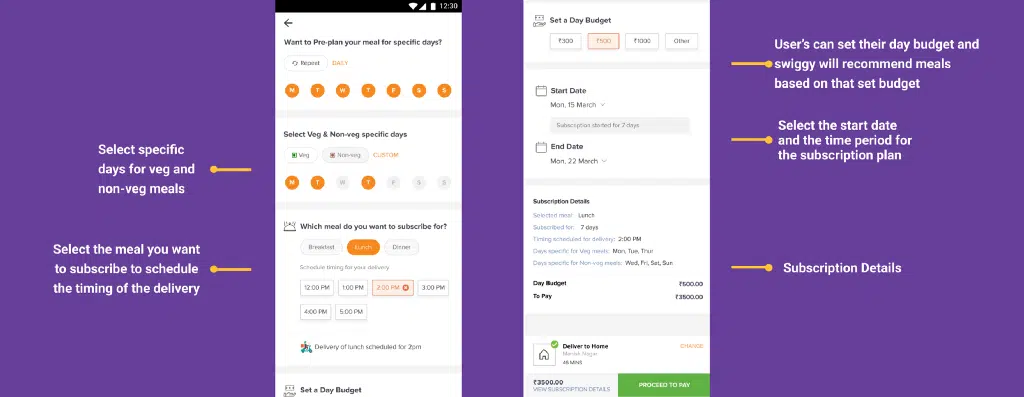 Select specific
days for veg and
non-veg meals
Select the meal you want
to subscribe to schedule
the timing of the delivery
12:30
Want to Pre-plan your meal for specific days?
Repeat DAILY
M T W T F S S
Select Veg & Non-veg specific days
Veg Non-veg CUSTOM
M T W T F S S
Which meal do you want to subscribe for?
Breakfast Lunch Dinner
Schedule timing for your delivery
12:00 PM 1:00 PM 2:00 PM 3:00 PM
4:00 PM 5:00 PM
Delivery of lunch scheduled for 2pm
Set a Day Budget
Set a Day Budget
₹300 ₹500 ₹1000 Other
Start Date
Mon, 15 March
Subscription started for 7 days
End Date
Mon, 22 March
Subscription Details
Selected meal: Lunch
Subscribed for: 7 days
Timing scheduled for delivery: 2:00 PM
Days specific for Veg meals: Mon, Tue, Thur
Days specific for Non-veg meals: Wed, Fri, Sat, Sun
Day Budget ₹500.00
To Pay ₹3500.00
Deliver to Home CHANGE
Manish Nagar
48 MINS
₹3500.00
VIEW SUBSCRIPTION DETAILS
PROCEED TO PAY
User's can set their day budget and
swiggy will recommend meals
based on that set budget
Select the start date
and the time period for
the subscription plan
Subscription Details